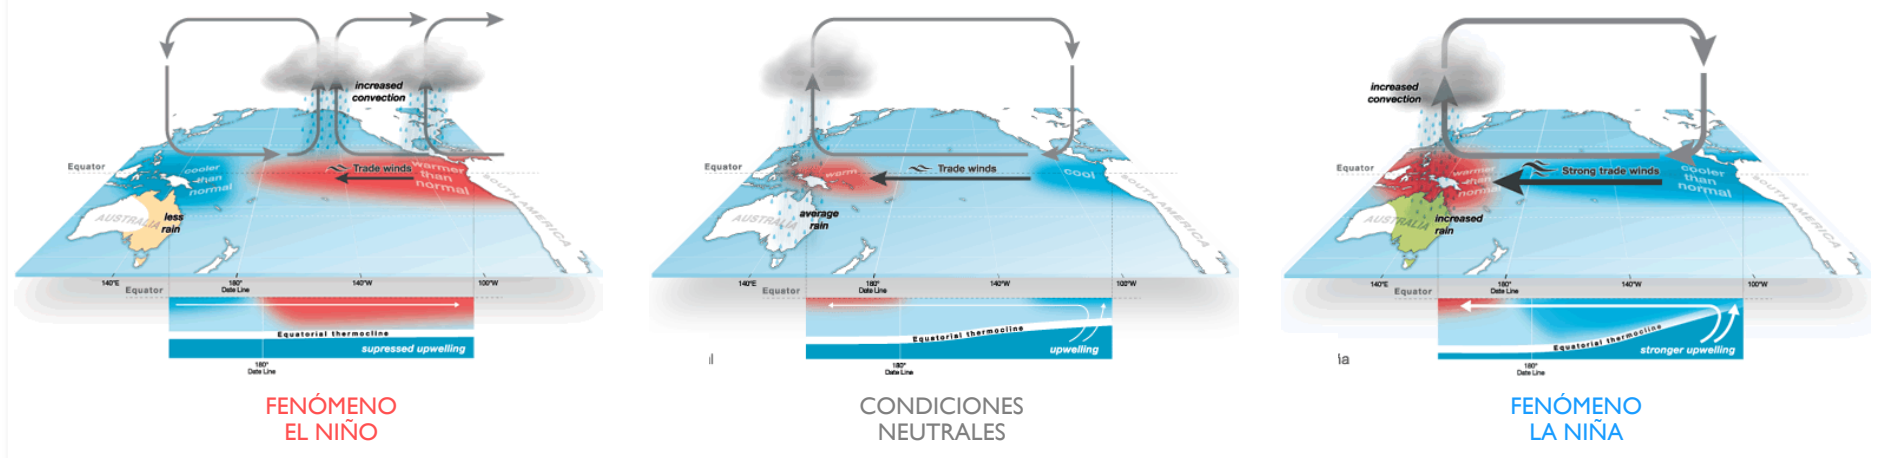 increased
convection
Equator
cooler
than
normal
Trade winds
warmer
than
normal
AUSTRALIA
less
rain
SOUTH AMERICA
140°E
180°
Date Line
140°W
100°W
Equator
Equatorial thermocline
supressed upwelling
180°
Date Line
FENÓMENO
EL NIÑO
Equator
warm
Trade winds
cool
AUSTRALIA
average
rain
SOUTH AMERICA
140°E
180°
Date Line
140°W
100°W
Equator
Equatorial thermocline
upwelling
180°
Date Line
CONDICIONES
NEUTRALES
increased
convection
Equator
warmer
than
normal
Strong trade winds
cooler
than
normal
AUSTRALIA
increased
rain
SOUTH AMERICA
140°E
180°
Date Line
140°W
100°W
Equator
Equatorial thermocline
stronger upwelling
ña
180°
Date Line
FENÓMENO
LA NIÑA